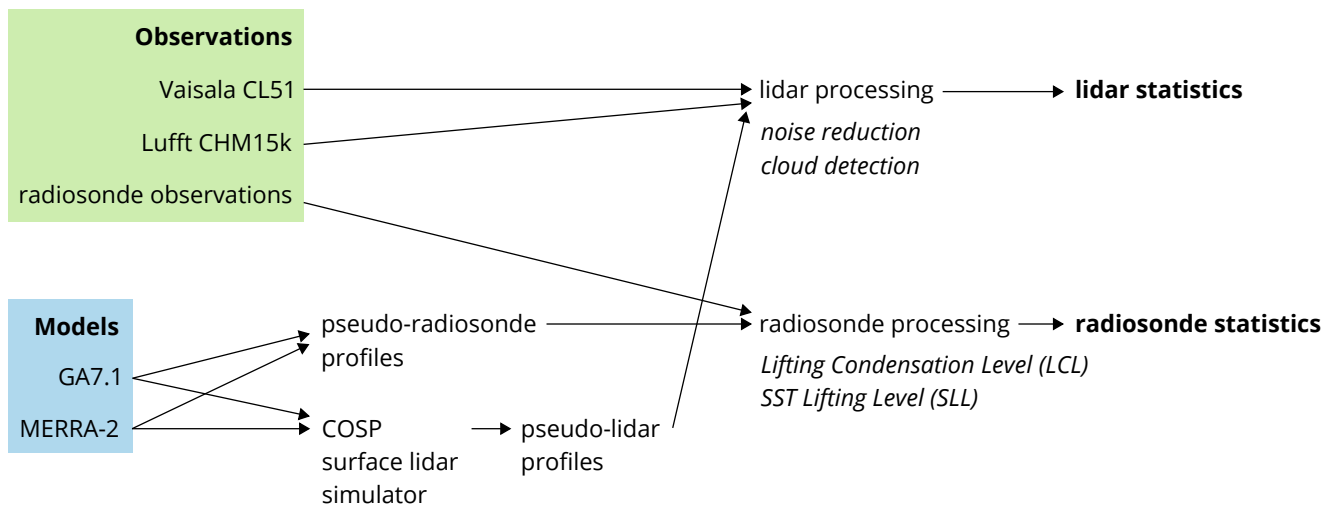 Observations
Vaisala CL51
Lufft CHM15k
radiosonde observations
lidar processing
noise reduction
cloud detection
lidar statistics
Models
GA7.1
MERRA-2
pseudo-radiosonde
profiles
COSP
surface lidar
simulator
pseudo-lidar
profiles
radiosonde processing
Lifting Condensation Level (LCL)
SST Lifting Level (SLL)
radiosonde statistics